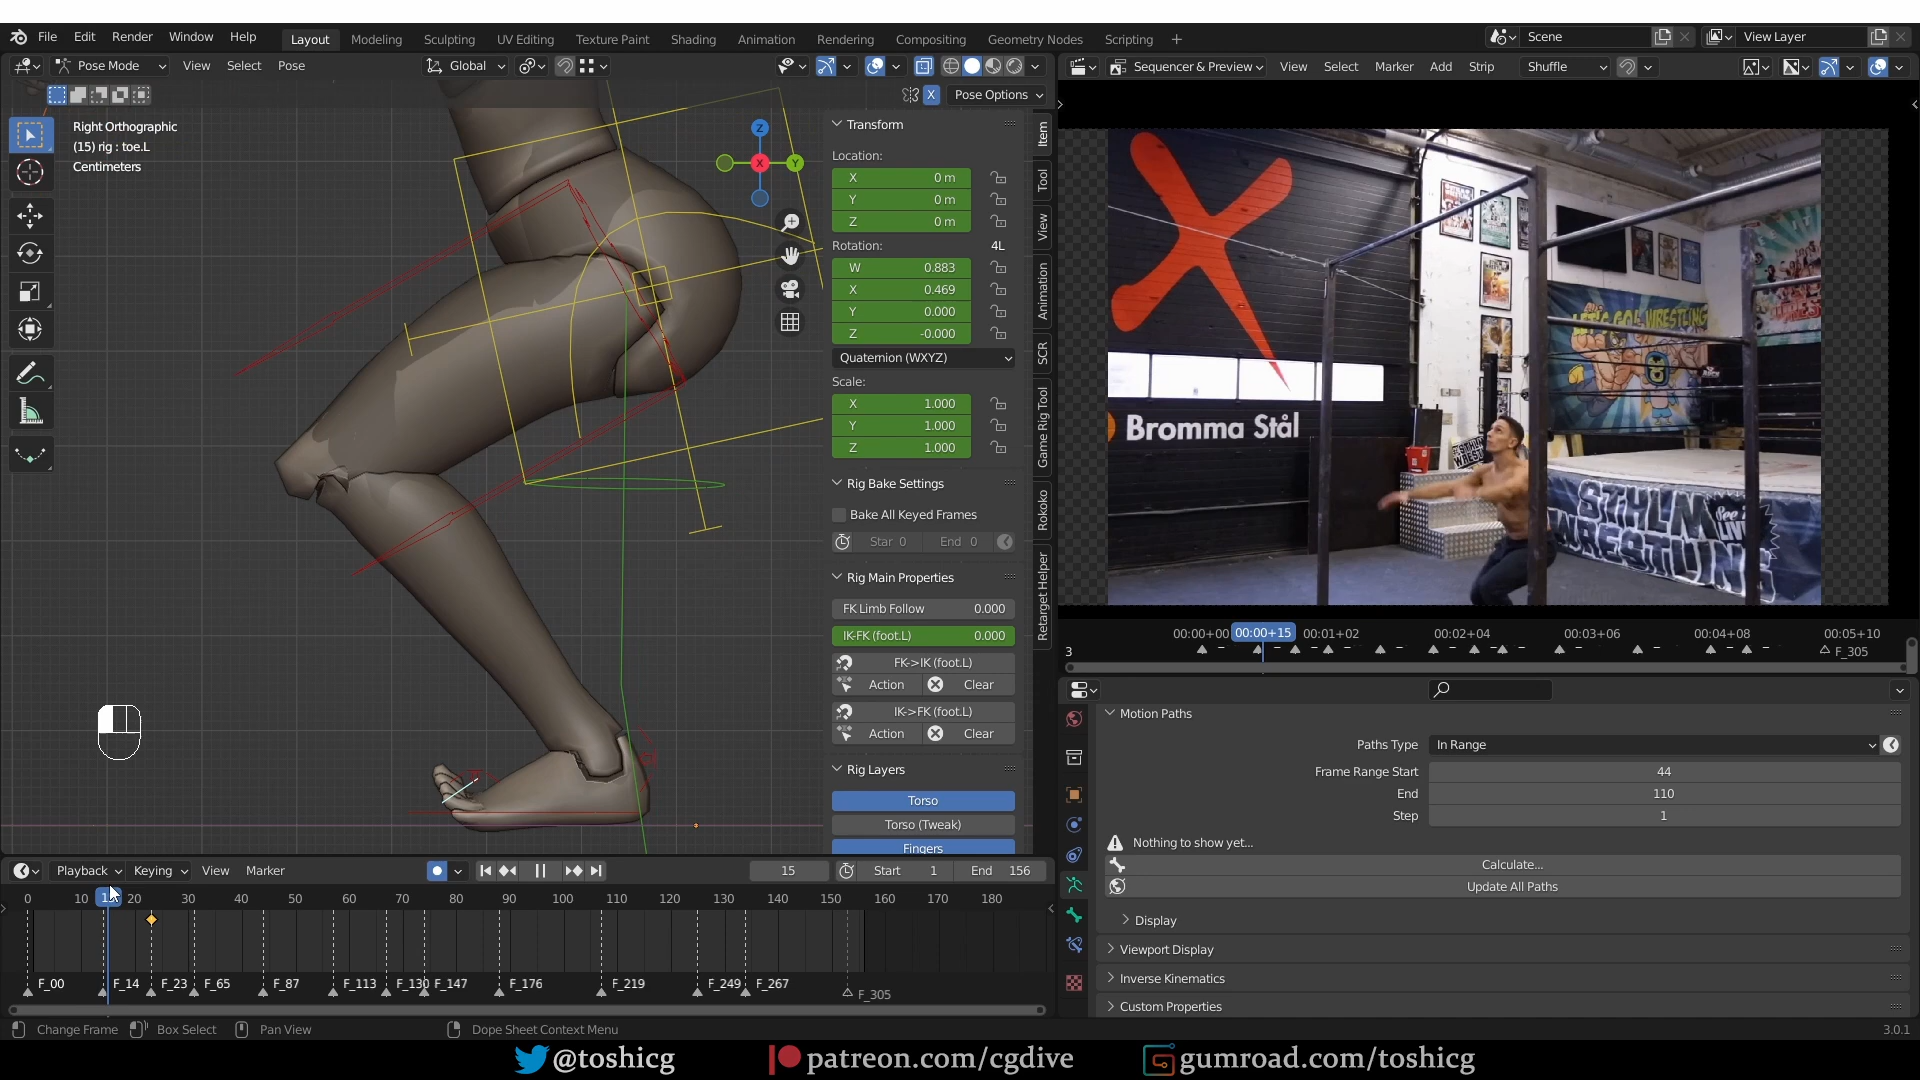 File Edit Render Window Help
Layout Modeling Sculpting UV Editing Texture Paint Shading Animation Rendering Compositing Geometry Nodes Scripting +
Scene
View Layer
Pose Mode View Select Pose
Global
Sequencer & Preview View Select Marker Add Strip Shuffle
X Pose Options
Right Orthographic
(15) rig : toe.L
Centimeters
Z
X
Y
Transform
Location:
X 0 m
Y 0 m
Z 0 m
Rotation: 4L
W 0.883
X 0.469
Y 0.000
Z -0.000
Quaternion (WXYZ)
Scale:
X 1.000
Y 1.000
Z 1.000
Rig Bake Settings
Bake All Keyed Frames
Star 0 End 0
Rig Main Properties
FK Limb Follow 0.000
IK-FK (foot.L) 0.000
FK->IK (foot.L)
Action Clear
IK->FK (foot.L)
Action Clear
Rig Layers
Torso
Torso (Tweak)
Fingers
Item
Tool
View
Animation
SCR
Game Rig Tool
Rokoko
Retarget Helper
LET'S GO! WRESTLING
Bromma Stål
STHLM
WRESTLING
See
LIVE
00:00+00 00:00+15 00:01+02 00:02+04 00:03+06 00:04+08 00:05+10
3
F_305
Motion Paths
Paths Type In Range
Frame Range Start 44
End 110
Step 1
Nothing to show yet...
Calculate...
Update All Paths
Display
Viewport Display
Inverse Kinematics
Custom Properties
Playback Keying View Marker
15 Start 1 End 156
0 10 20 30 40 50 60 70 80 90 100 110 120 130 140 150 160 170 180
F_00 F_14 F_23 F_65 F_87 F_113 F_130 F_147 F_176 F_219 F_249 F_267 F_305
Change Frame Box Select Pan View Dope Sheet Context Menu 3.0.1
@toshicg patreon.com/cgdive gumroad.com/toshicg